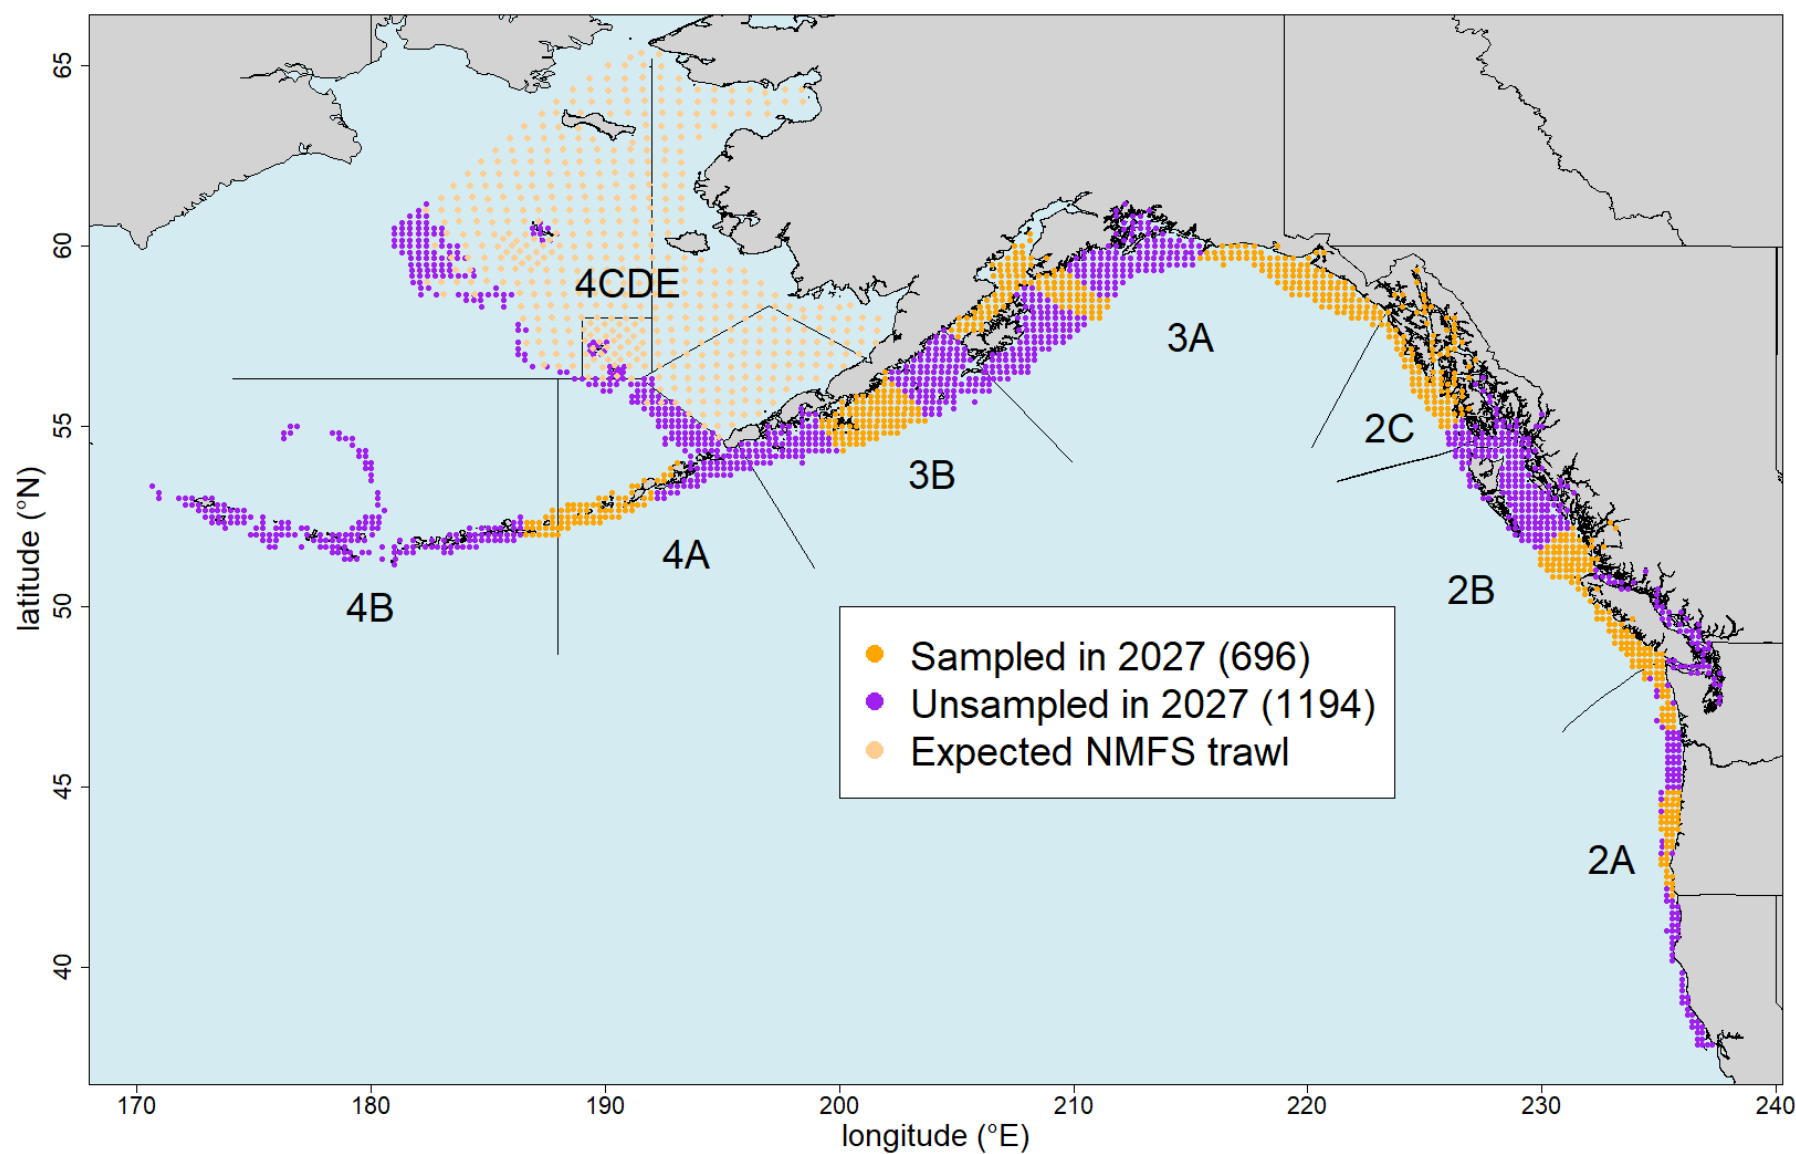 65
60
55
50
45
40
latitude (°N)
4CDE
3A
2C
3B
4A
2B
4B
2A
Sampled in 2027 (696)
Unsampled in 2027 (1194)
Expected NMFS trawl
170 180 190 200 210 220 230 240
longitude (°E)